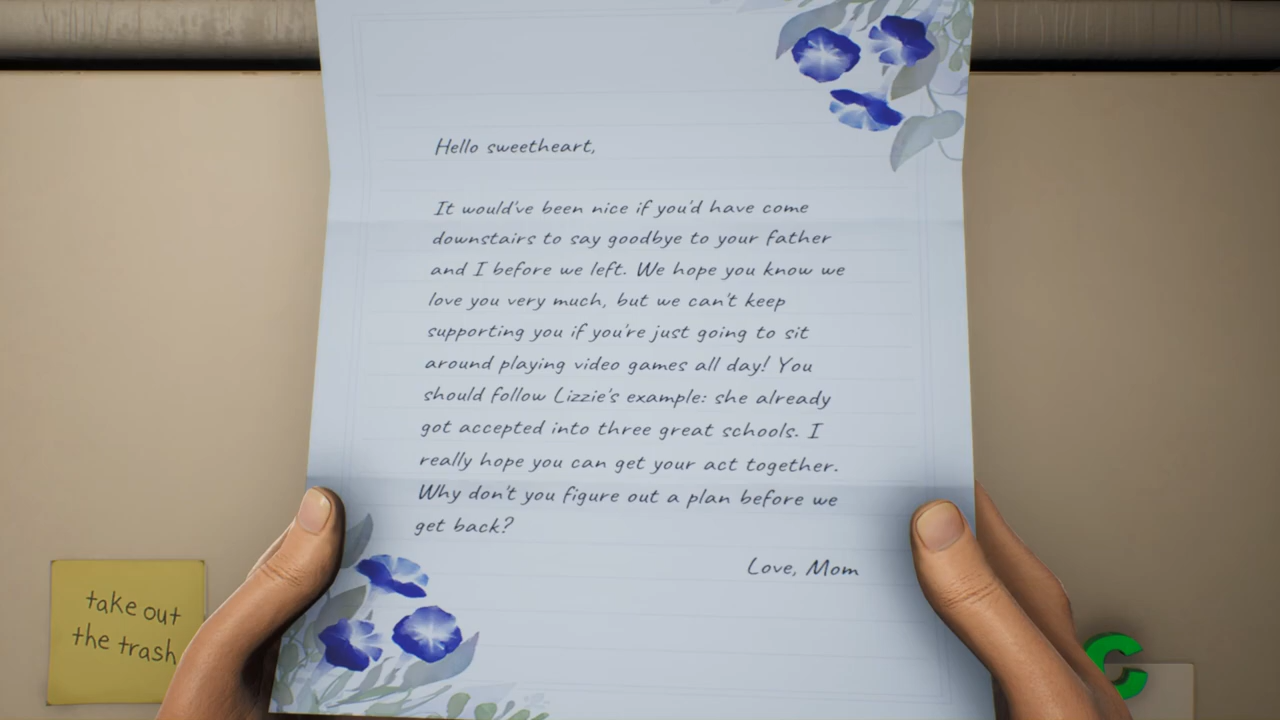 Hello sweetheart,
It would've been nice if you'd have come
downstairs to say goodbye to your father
and I before we left. We hope you know we
love you very much, but we can't keep
supporting you if you're just going to sit
around playing video games all day! You
should follow Lizzie's example: she already
got accepted into three great schools. I
really hope you can get your act together.
Why don't you figure out a plan before we
get back?
Love, Mom
take out
the trash
C